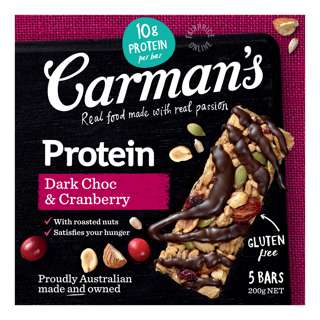 10g
PROTEIN
per bar
Carman's
Real food made with real passion
Protein
Dark Choc
& Cranberry
✓ With roasted nuts
✓ Satisfies your hunger
GLUTEN
free
Proudly Australian
made and owned
5 BARS
200g NET